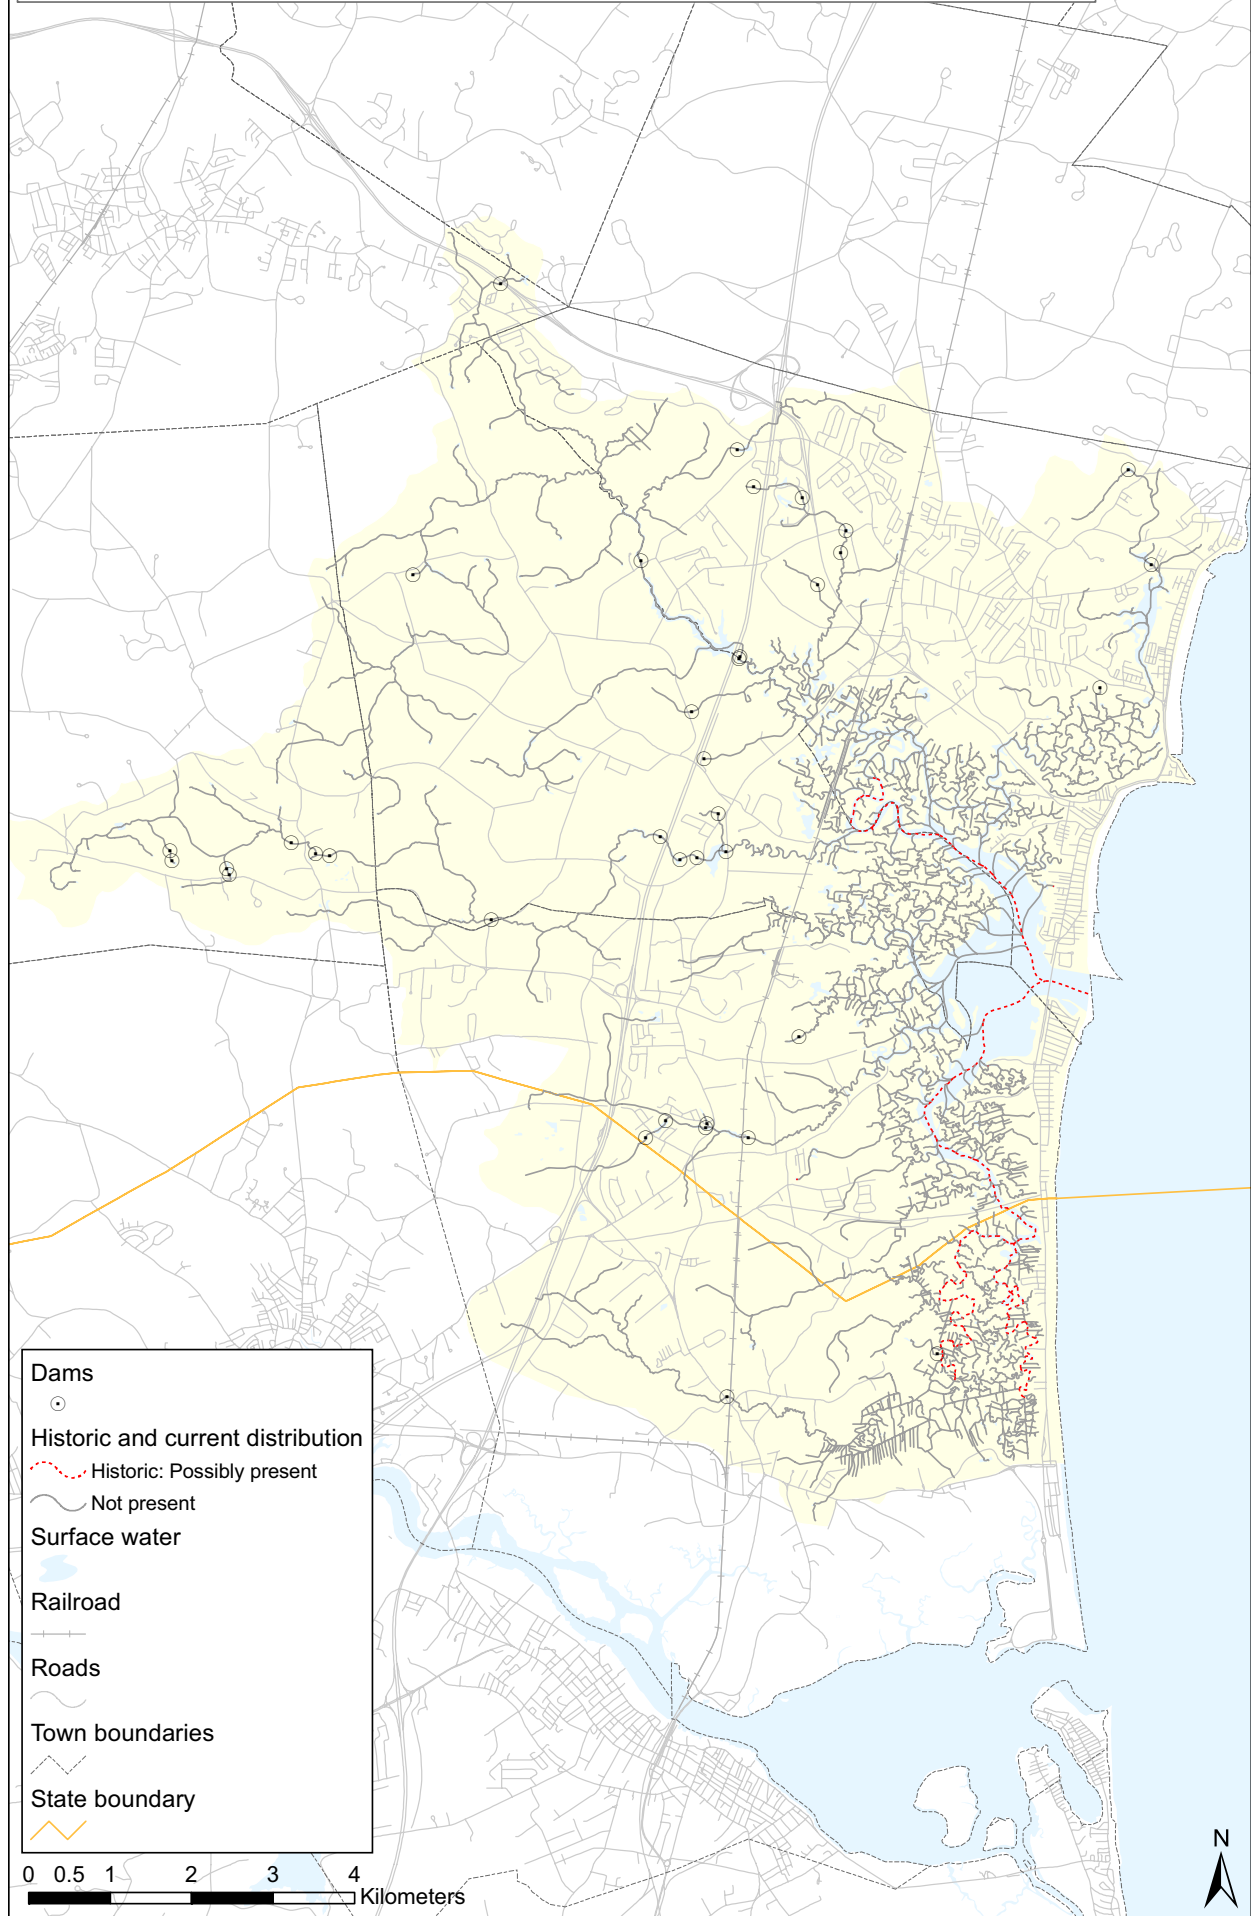 Dams
Historic and current distribution
Historic: Possibly present
Not present
Surface water
Railroad
Roads
Town boundaries
State boundary
0 0.5 1 2 3 4
Kilometers
N